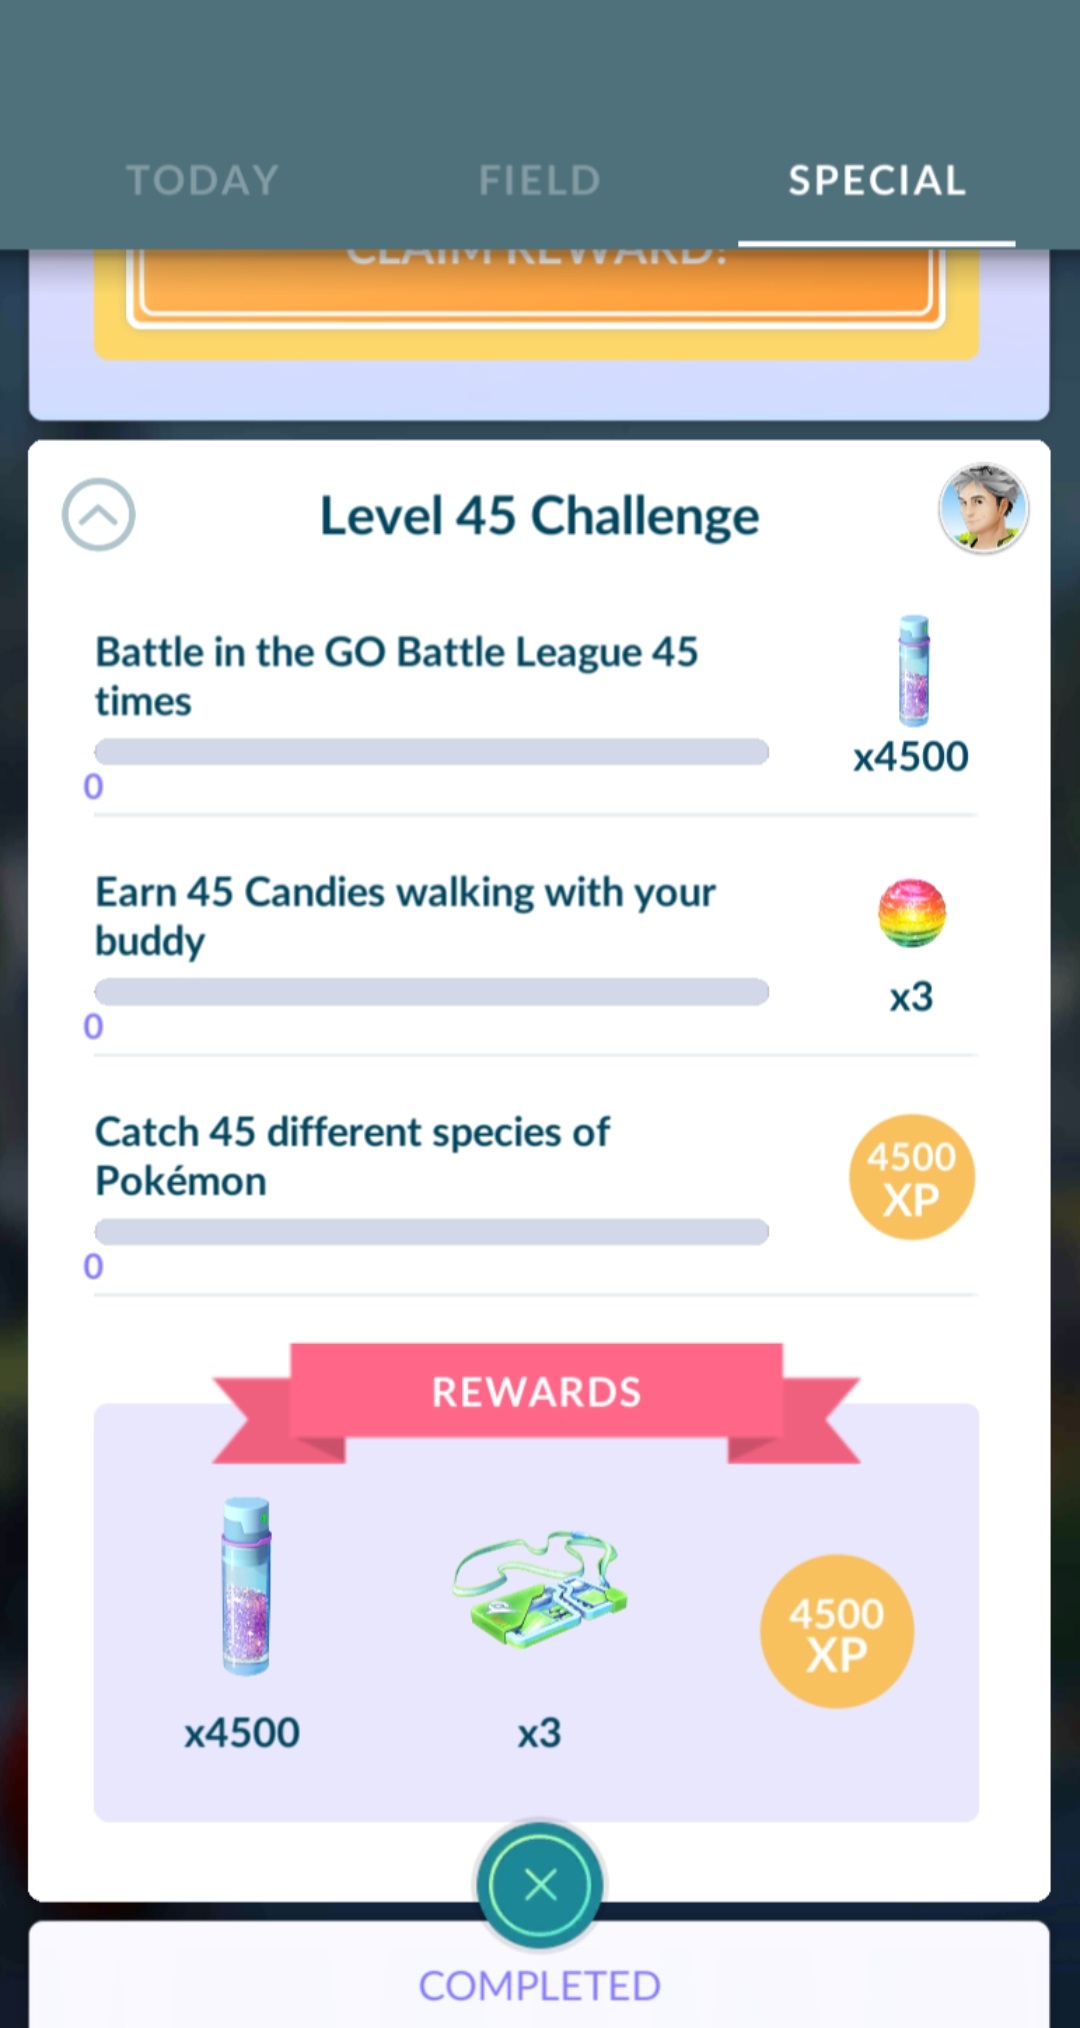 TODAY
FIELD
SPECIAL
CLAIM REWARD!
Level 45 Challenge
Battle in the GO Battle League 45
times
x4500
0
Earn 45 Candies walking with your
buddy
x3
0
Catch 45 different species of
Pokémon
4500
XP
0
REWARDS
4500
XP
x4500
x3
COMPLETED